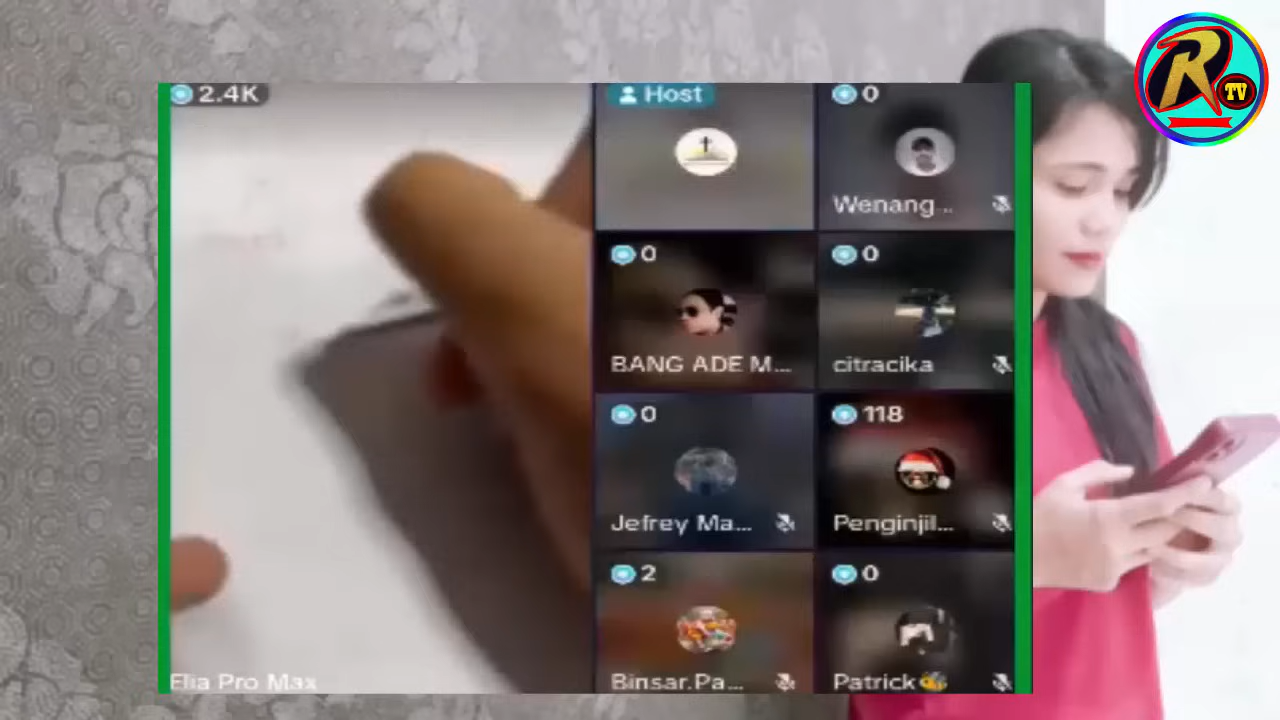 R
TV
2.4K
Host
0
Wenang...
0
BANG ADE M...
0
citracika
0
Jefrey Ma...
118
Penginjil...
2
Binsar.Pa...
0
Patrick
Elia Pro Max